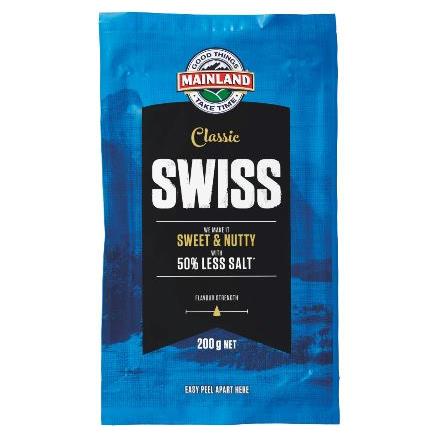 GOOD THINGS
MAINLAND
TAKE TIME
Classic
SWISS
WE MAKE IT
SWEET & NUTTY
WITH
50% LESS SALT*
FLAVOUR STRENGTH
200g NET
EASY PEEL APART HERE